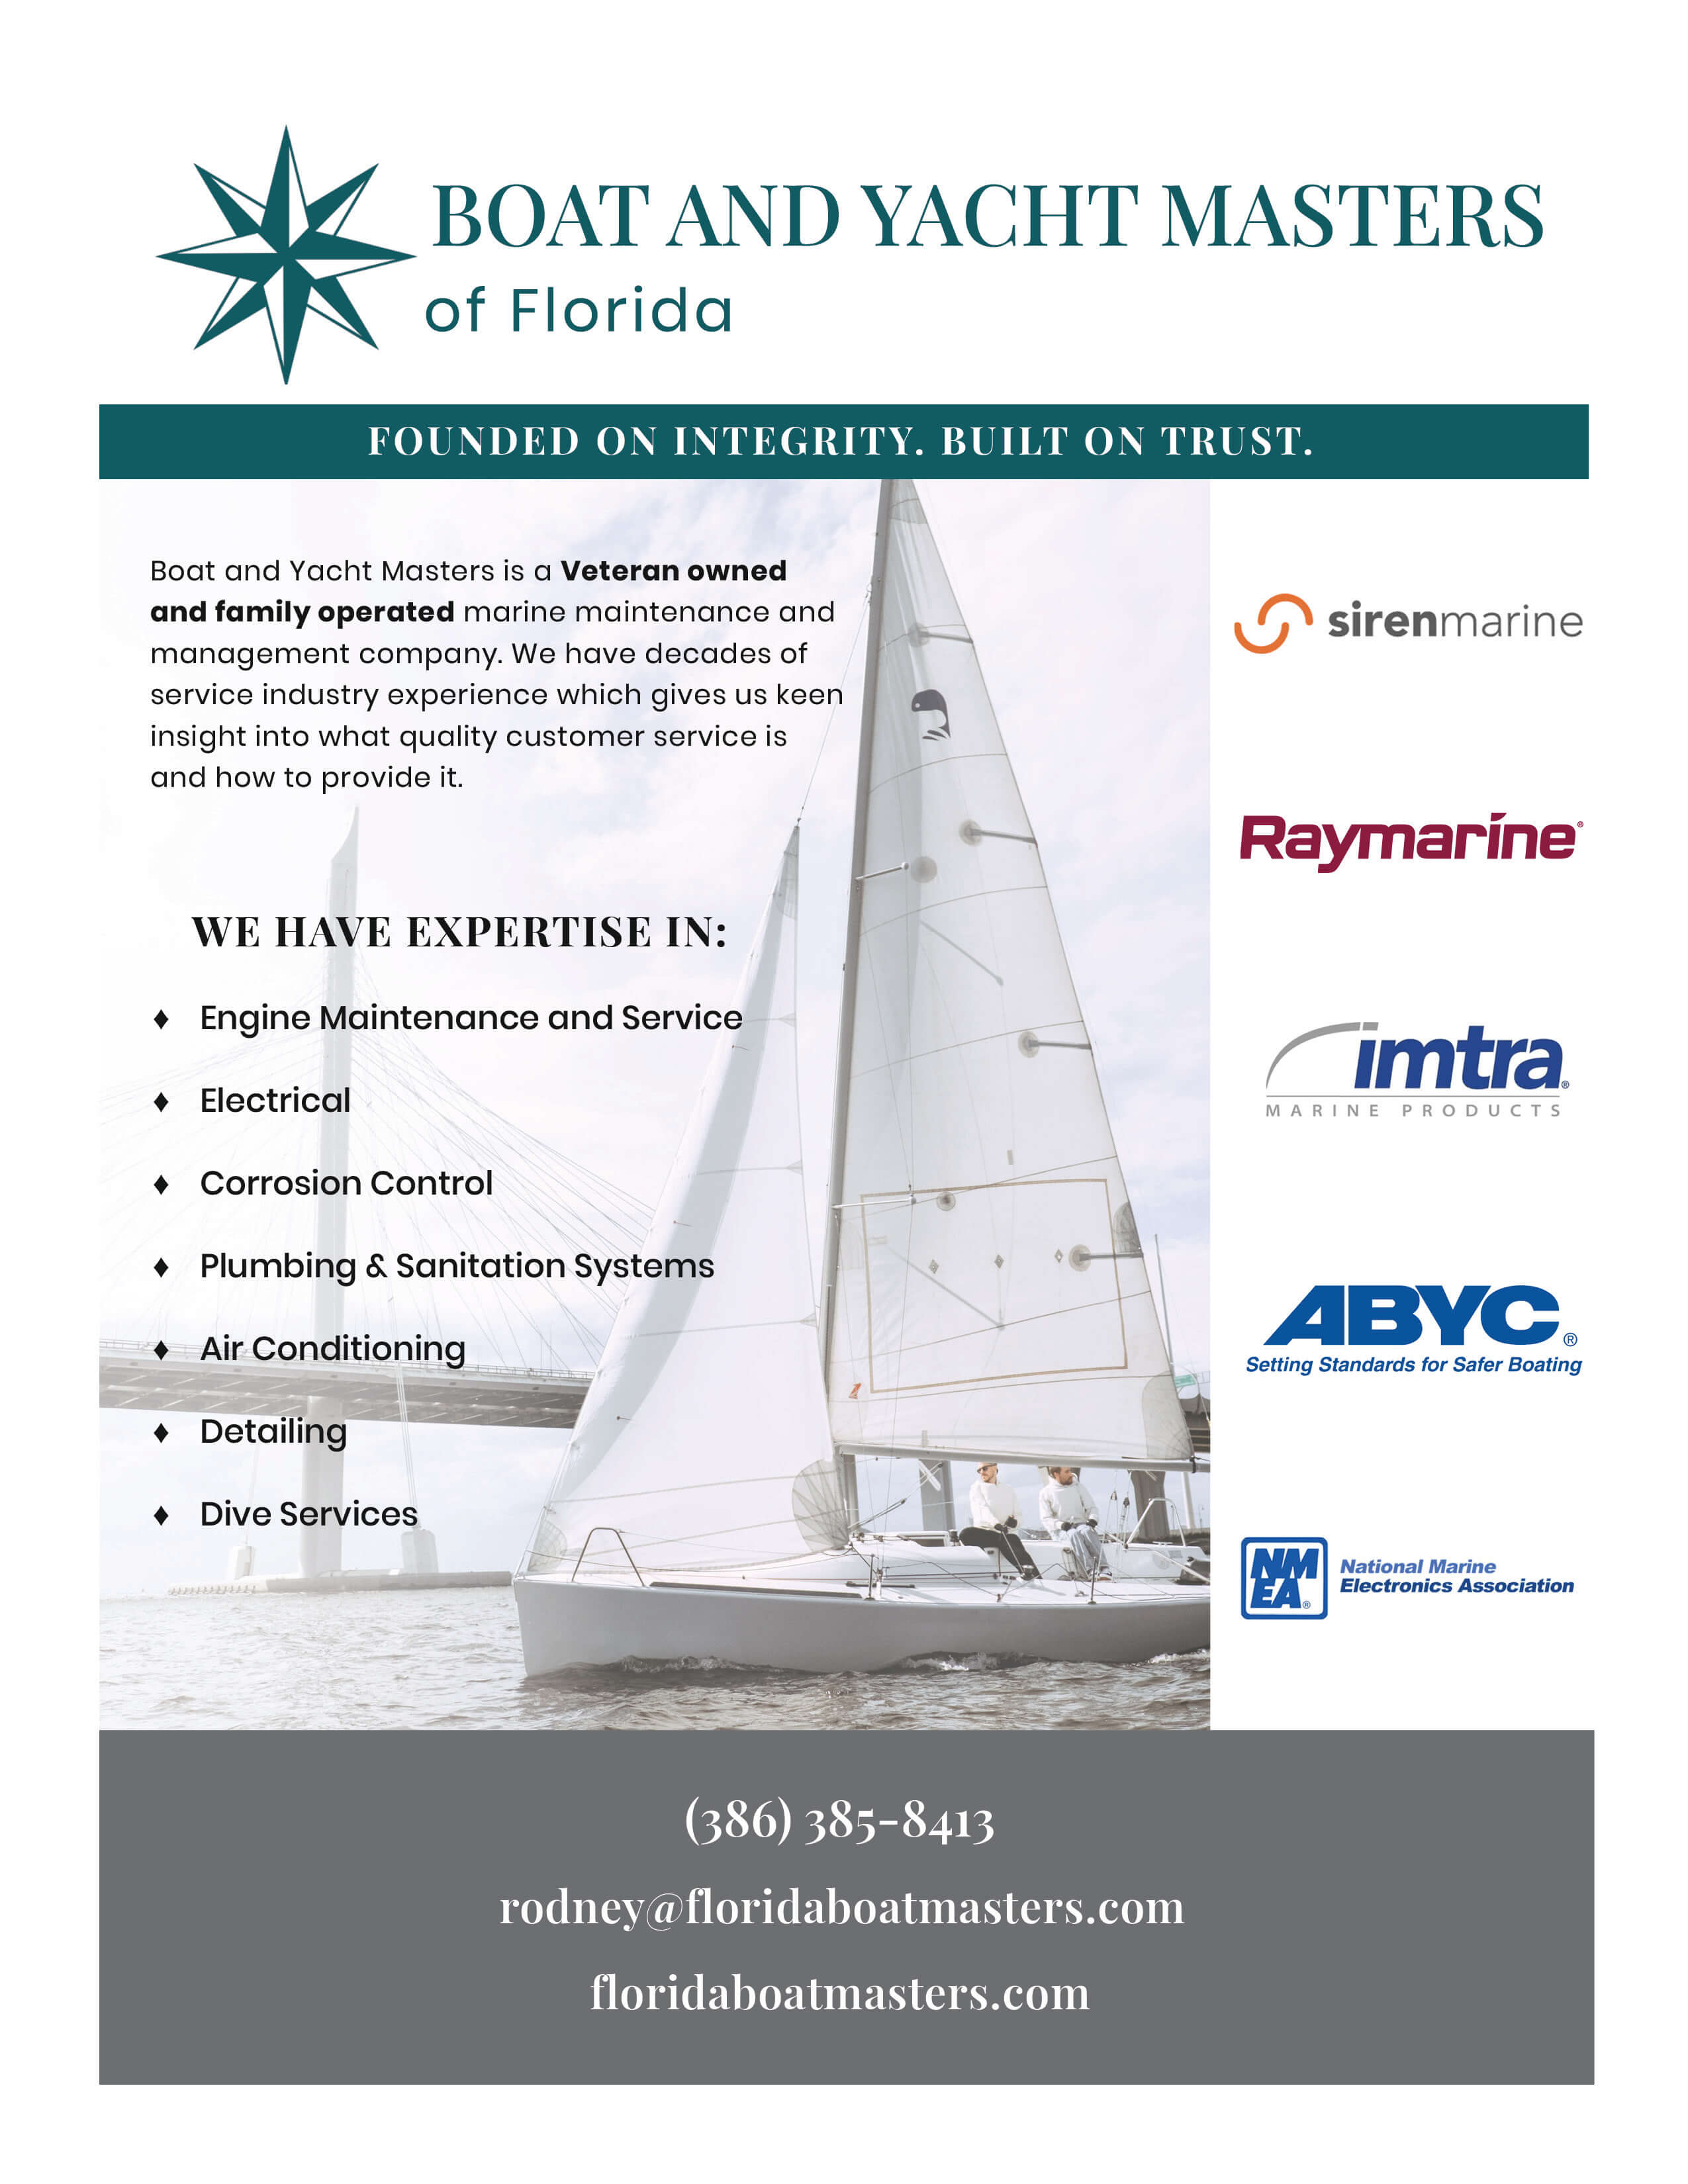 BOAT AND YACHT MASTERS
of Florida
FOUNDED ON INTEGRITY. BUILT ON TRUST.
Boat and Yacht Masters is a Veteran owned
and family operated marine maintenance and
management company. We have decades of
service industry experience which gives us keen
insight into what quality customer service is
and how to provide it.
WE HAVE EXPERTISE IN:
♦ Engine Maintenance and Service
♦ Electrical
♦ Corrosion Control
♦ Plumbing & Sanitation Systems
♦ Air Conditioning
♦ Detailing
♦ Dive Services
sirenmarine
Raymarine®
imtra®
MARINE PRODUCTS
ABYC®
Setting Standards for Safer Boating
NM
EA®
National Marine
Electronics Association
(386) 385-8413
rodney@floridaboatmasters.com
floridaboatmasters.com